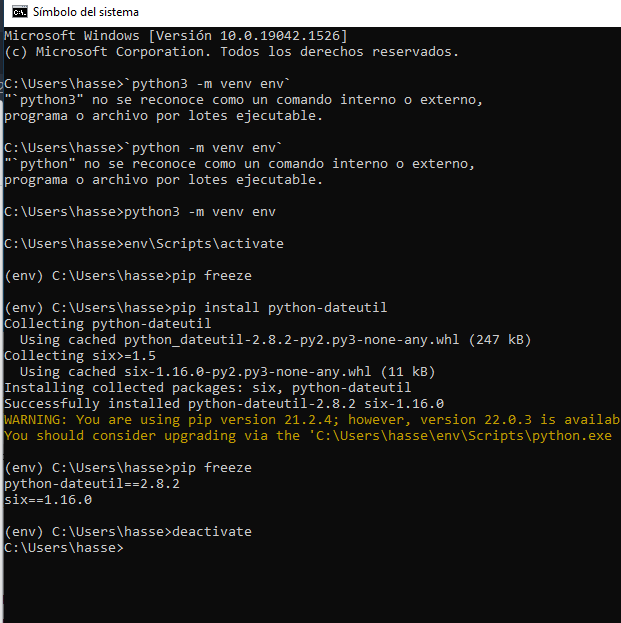 Símbolo del sistema
Microsoft Windows [Versión 10.0.19042.1526]
(c) Microsoft Corporation. Todos los derechos reservados.
C:\Users\hasse>`python3 -m venv env`
"`python3" no se reconoce como un comando interno o externo,
programa o archivo por lotes ejecutable.
C:\Users\hasse>`python -m venv env`
"`python" no se reconoce como un comando interno o externo,
programa o archivo por lotes ejecutable.
C:\Users\hasse>python3 -m venv env
C:\Users\hasse>env\Scripts\activate
(env) C:\Users\hasse>pip freeze
(env) C:\Users\hasse>pip install python-dateutil
Collecting python-dateutil
  Using cached python_dateutil-2.8.2-py2.py3-none-any.whl (247 kB)
Collecting six>=1.5
  Using cached six-1.16.0-py2.py3-none-any.whl (11 kB)
Installing collected packages: six, python-dateutil
Successfully installed python-dateutil-2.8.2 six-1.16.0
WARNING: You are using pip version 21.2.4; however, version 22.0.3 is availab
You should consider upgrading via the 'C:\Users\hasse\env\Scripts\python.exe
(env) C:\Users\hasse>pip freeze
python-dateutil==2.8.2
six==1.16.0
(env) C:\Users\hasse>deactivate
C:\Users\hasse>